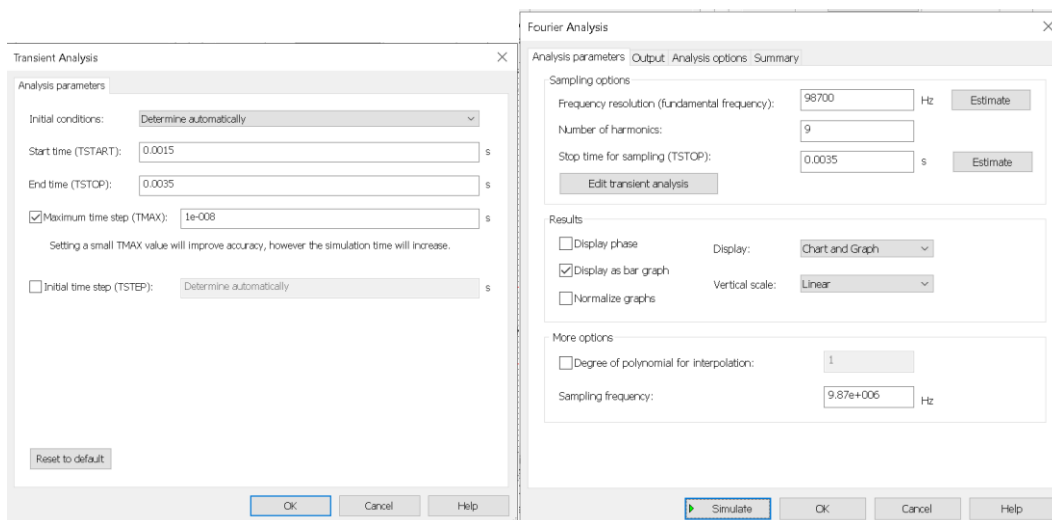 Transient Analysis
Analysis parameters
Initial conditions: Determine automatically
Start time (TSTART): 0.0015 s
End time (TSTOP): 0.0035 s
Maximum time step (TMAX): 1e-008 s
Setting a small TMAX value will improve accuracy, however the simulation time will increase.
Initial time step (TSTEP): Determine automatically s
Reset to default
OK Cancel Help
Fourier Analysis
Analysis parameters Output Analysis options Summary
Sampling options
Frequency resolution (fundamental frequency): 98700 Hz Estimate
Number of harmonics: 9
Stop time for sampling (TSTOP): 0.0035 s Estimate
Edit transient analysis
Results
Display phase Display: Chart and Graph
Display as bar graph
Vertical scale: Linear
Normalize graphs
More options
Degree of polynomial for interpolation: 1
Sampling frequency: 9.87e+006 Hz
Simulate OK Cancel Help